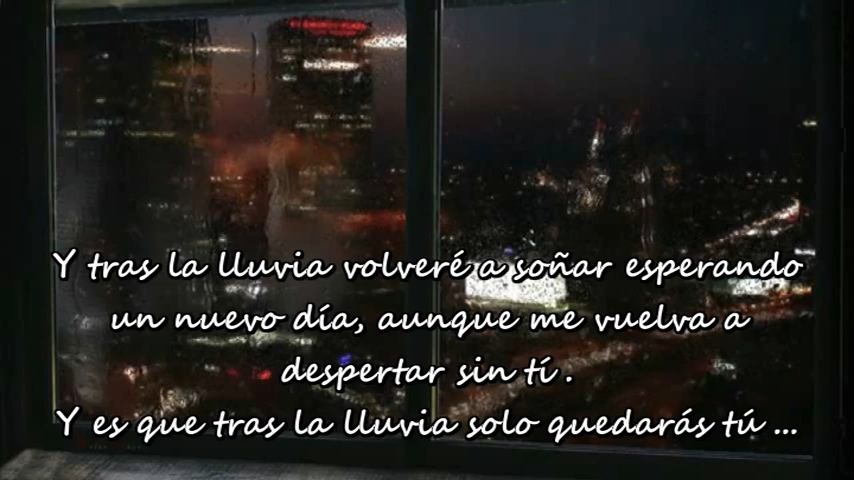 Y tras la lluvia volveré a soñar esperando
un nuevo día, aunque me vuelva a
despertar sin tí .
Y es que tras la lluvia solo quedarás tú ...